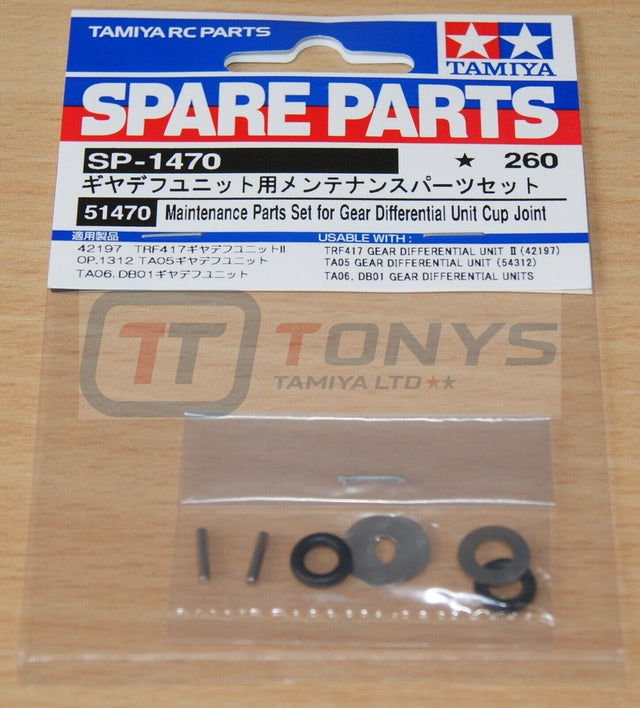 TAMIYA RC PARTS
TAMIYA
SPARE PARTS
SP-1470 ★ 260
ギヤデフユニット用メンテナンスパーツセット
51470 Maintenance Parts Set for Gear Differential Unit Cup Joint
適用製品
42197 TRF417ギヤデフユニットII
OP.1312 TA05ギヤデフユニット
TA06, DB01ギヤデフユニット
USABLE WITH :
TRF417 GEAR DIFFERENTIAL UNIT II (42197)
TA05 GEAR DIFFERENTIAL UNIT (54312)
TA06, DB01 GEAR DIFFERENTIAL UNITS
TT TONYS
TAMIYA LTD ★★